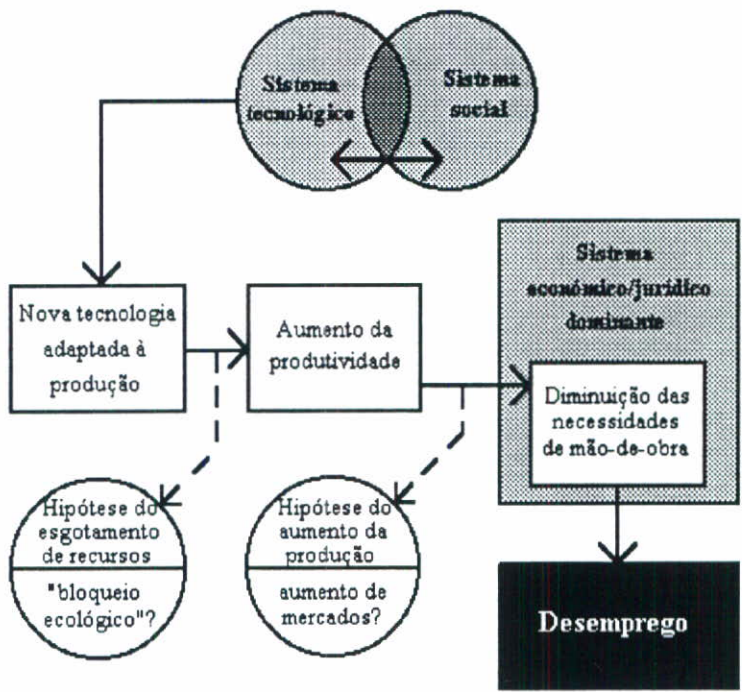 Sistema
tecnológico
Sistema
social
Sistema
económico/jurídico
dominante
Nova tecnologia
adaptada à
produção
Aumento da
produtividade
Diminuição das
necessidades
de mão-de-obra
Hipótese do
esgotamento
de recursos
"bloqueio
ecológico"?
Hipótese do
aumento da
produção
aumento de
mercados?
Desemprego